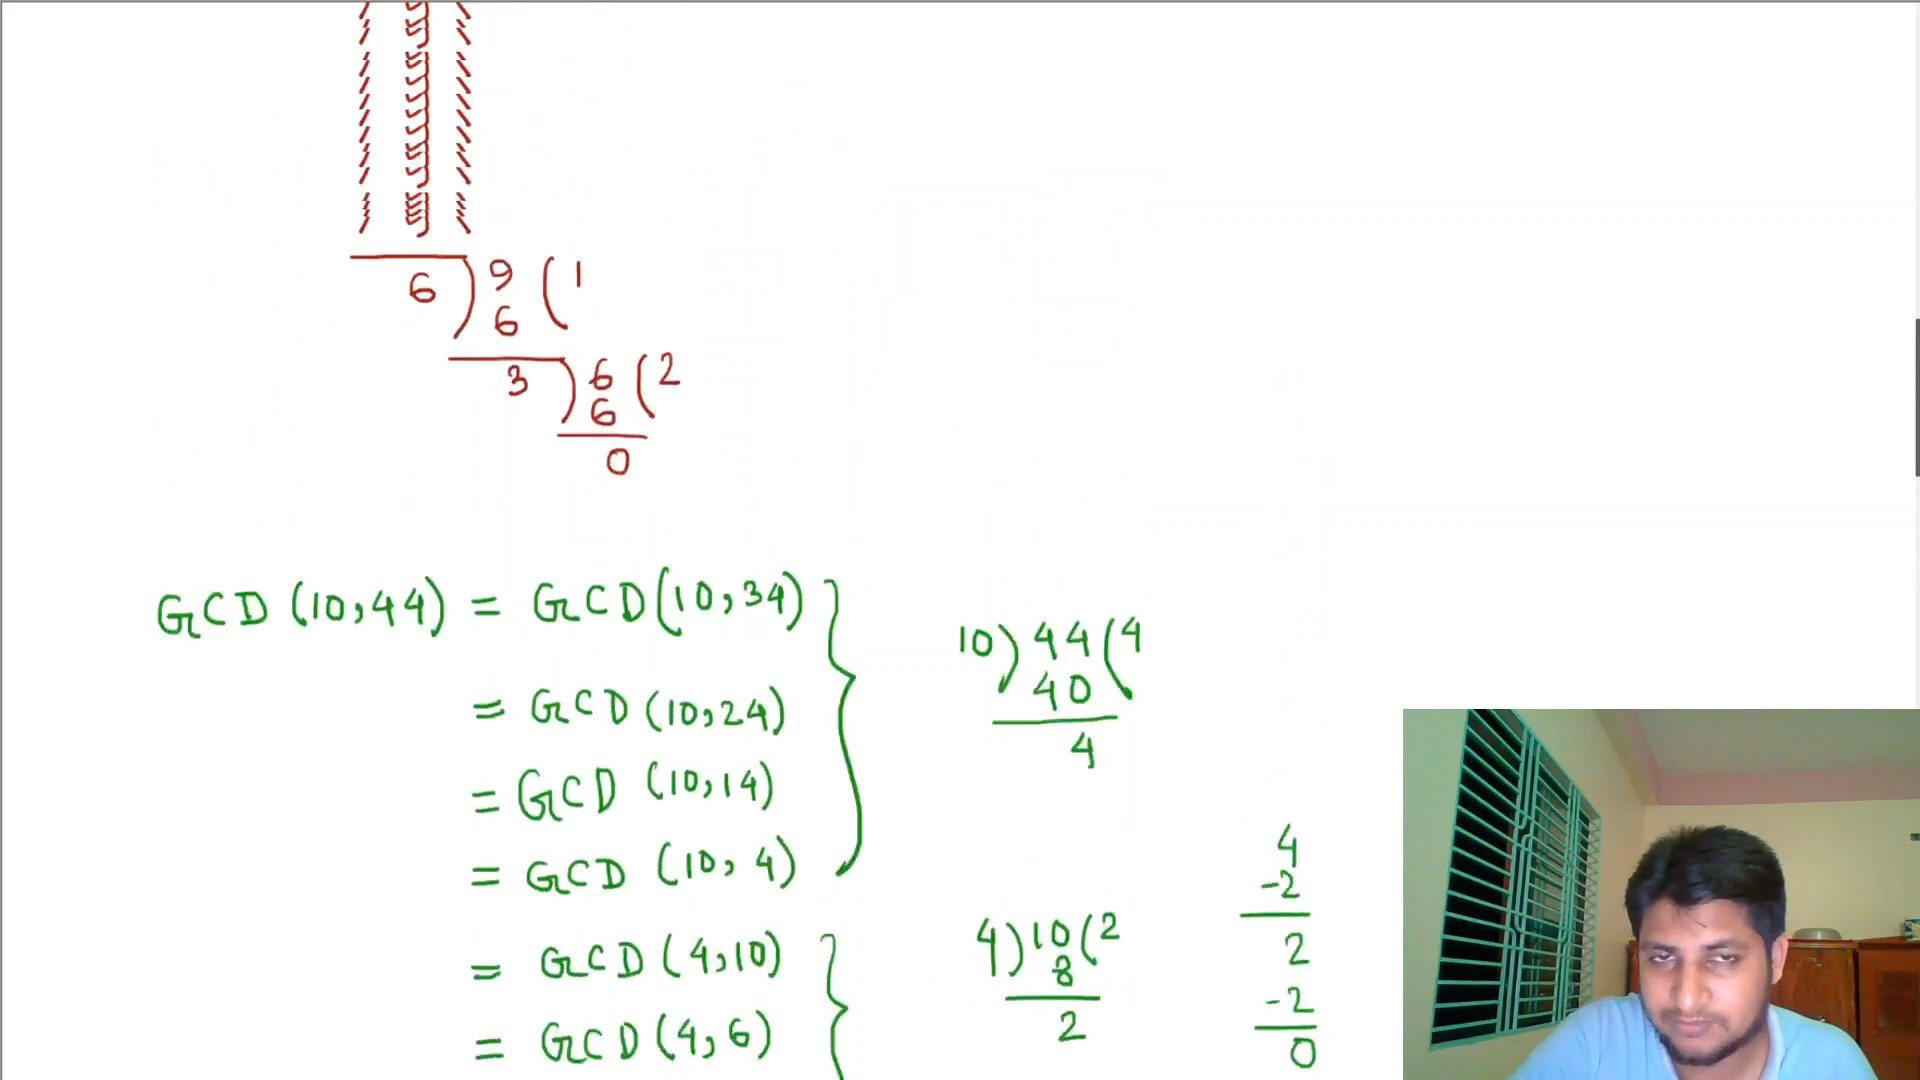 6 ) 9 ( 1
6
3 ) 6 ( 2
6
0
GCD (10,44) = GCD (10,34)
= GCD (10,24)
= GCD (10,14)
= GCD (10, 4)
= GCD (4,10)
= GCD (4,6)
10 ) 44 ( 4
40
4
4 ) 10 ( 2
8
2
4
-2
2
-2
0